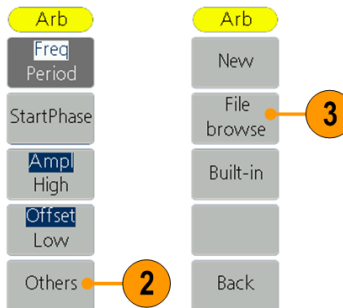 Arb
Freq
Period
StartPhase
Ampl
High
Offset
Low
Others
2
Arb
New
File
browse
3
Built-in
Back